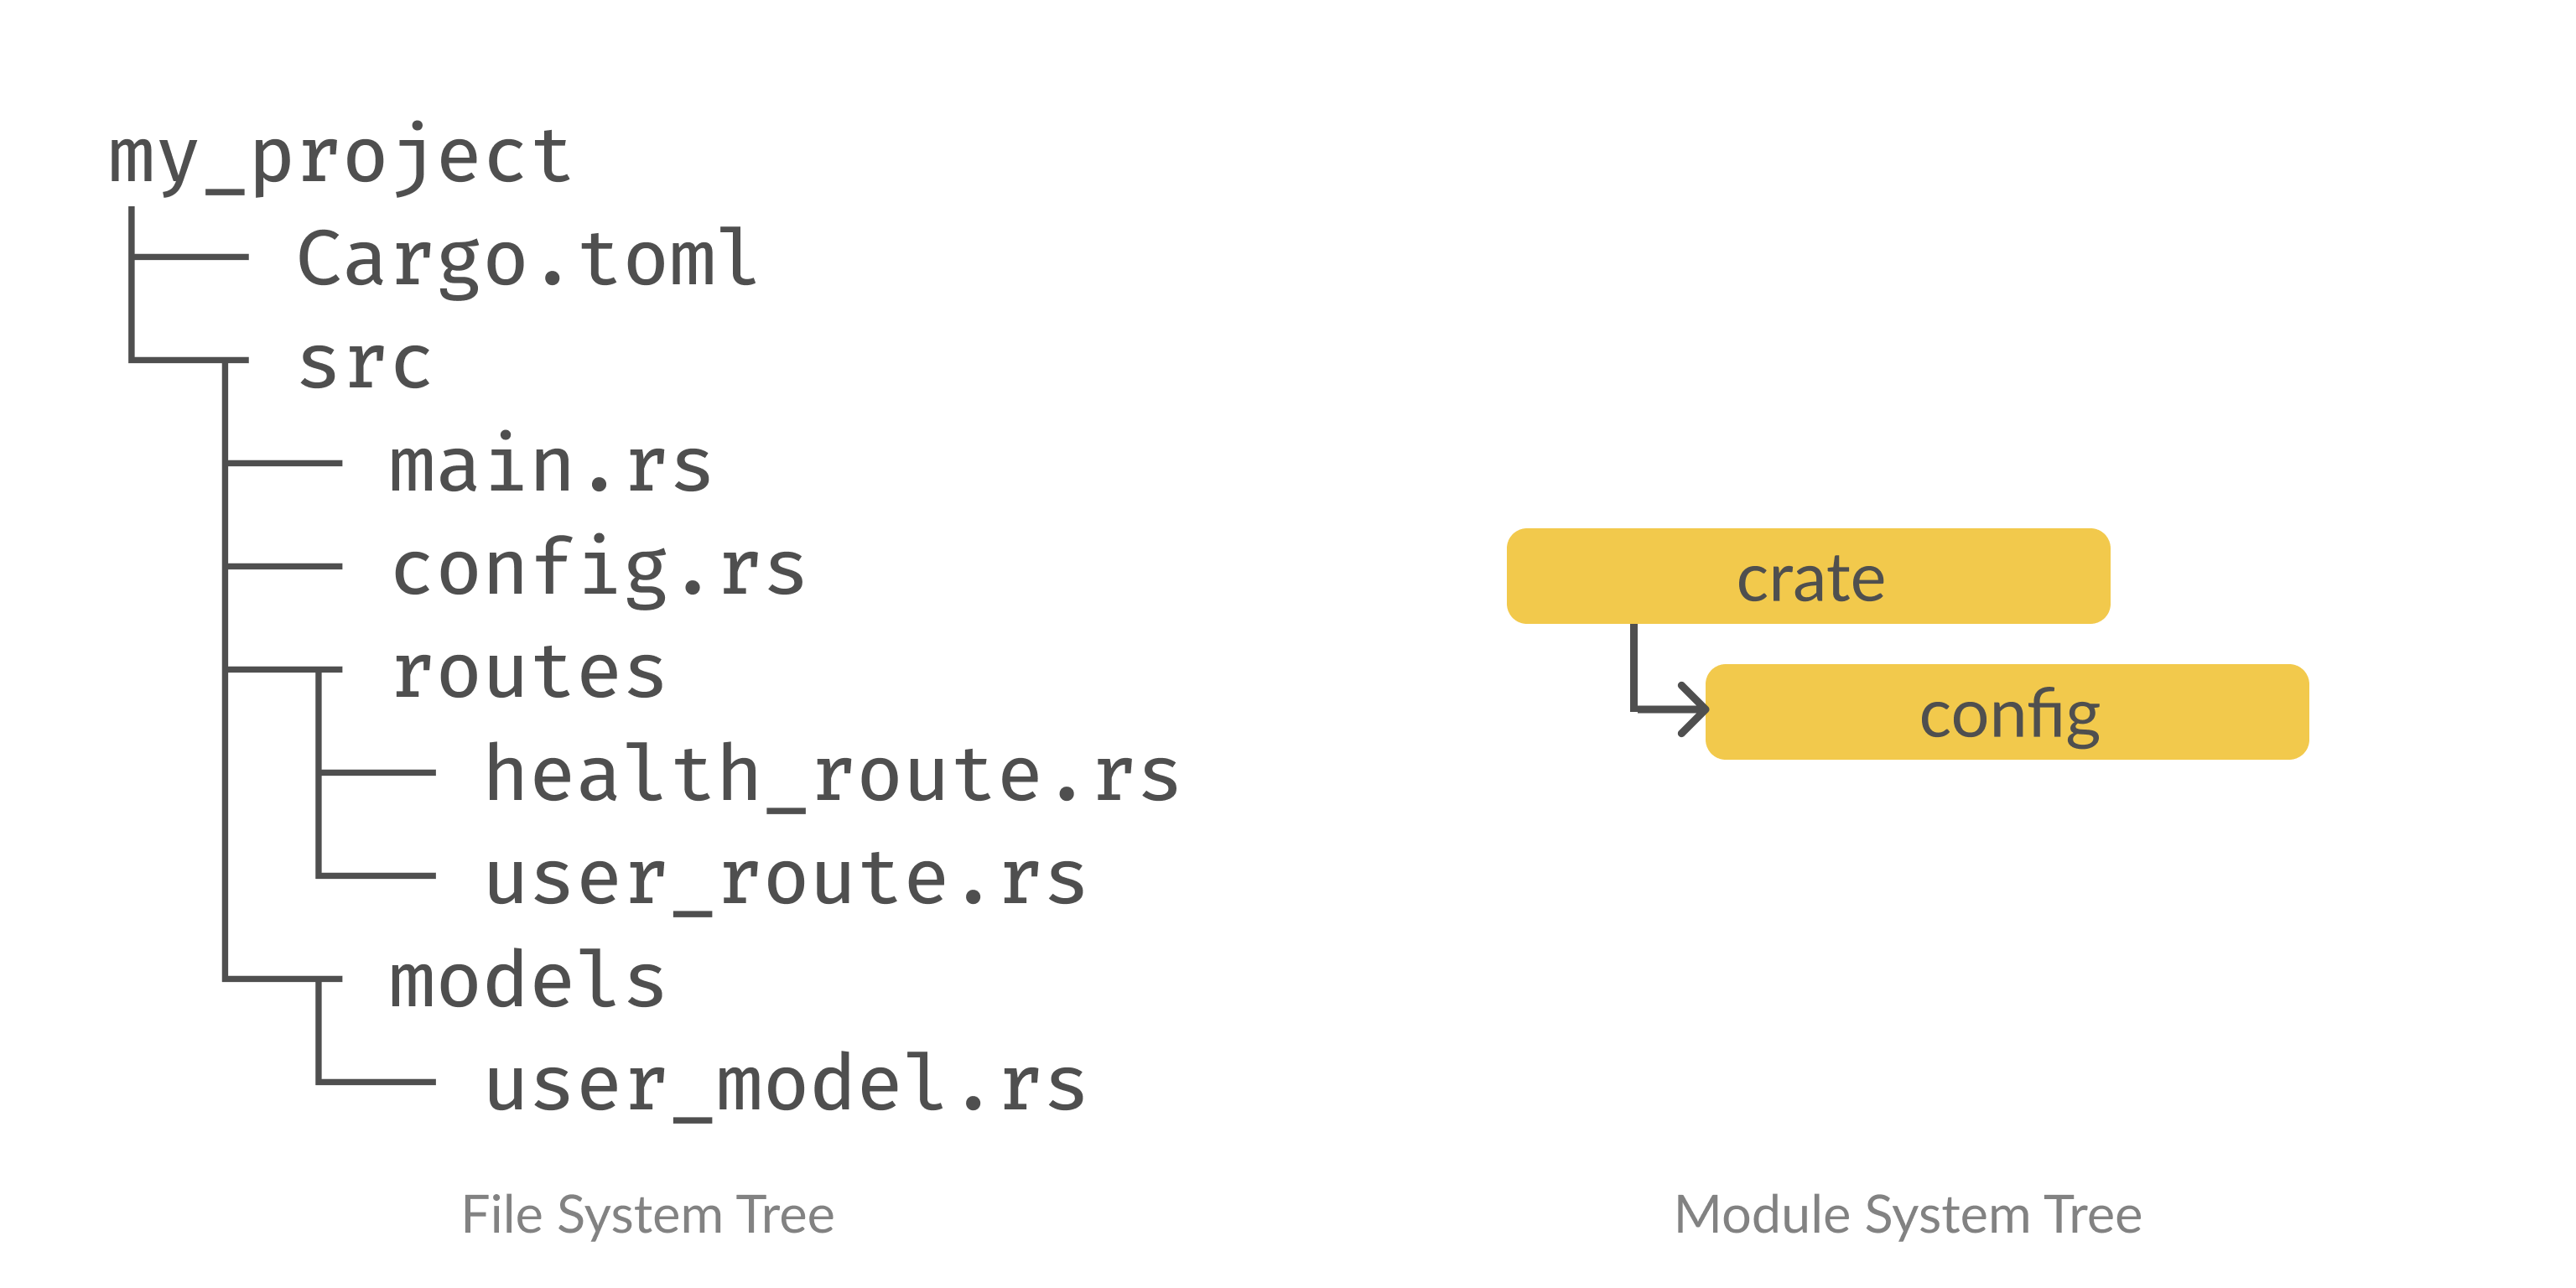 my_project
Cargo.toml
src
main.rs
config.rs
routes
health_route.rs
user_route.rs
models
user_model.rs
File System Tree
crate
config
Module System Tree